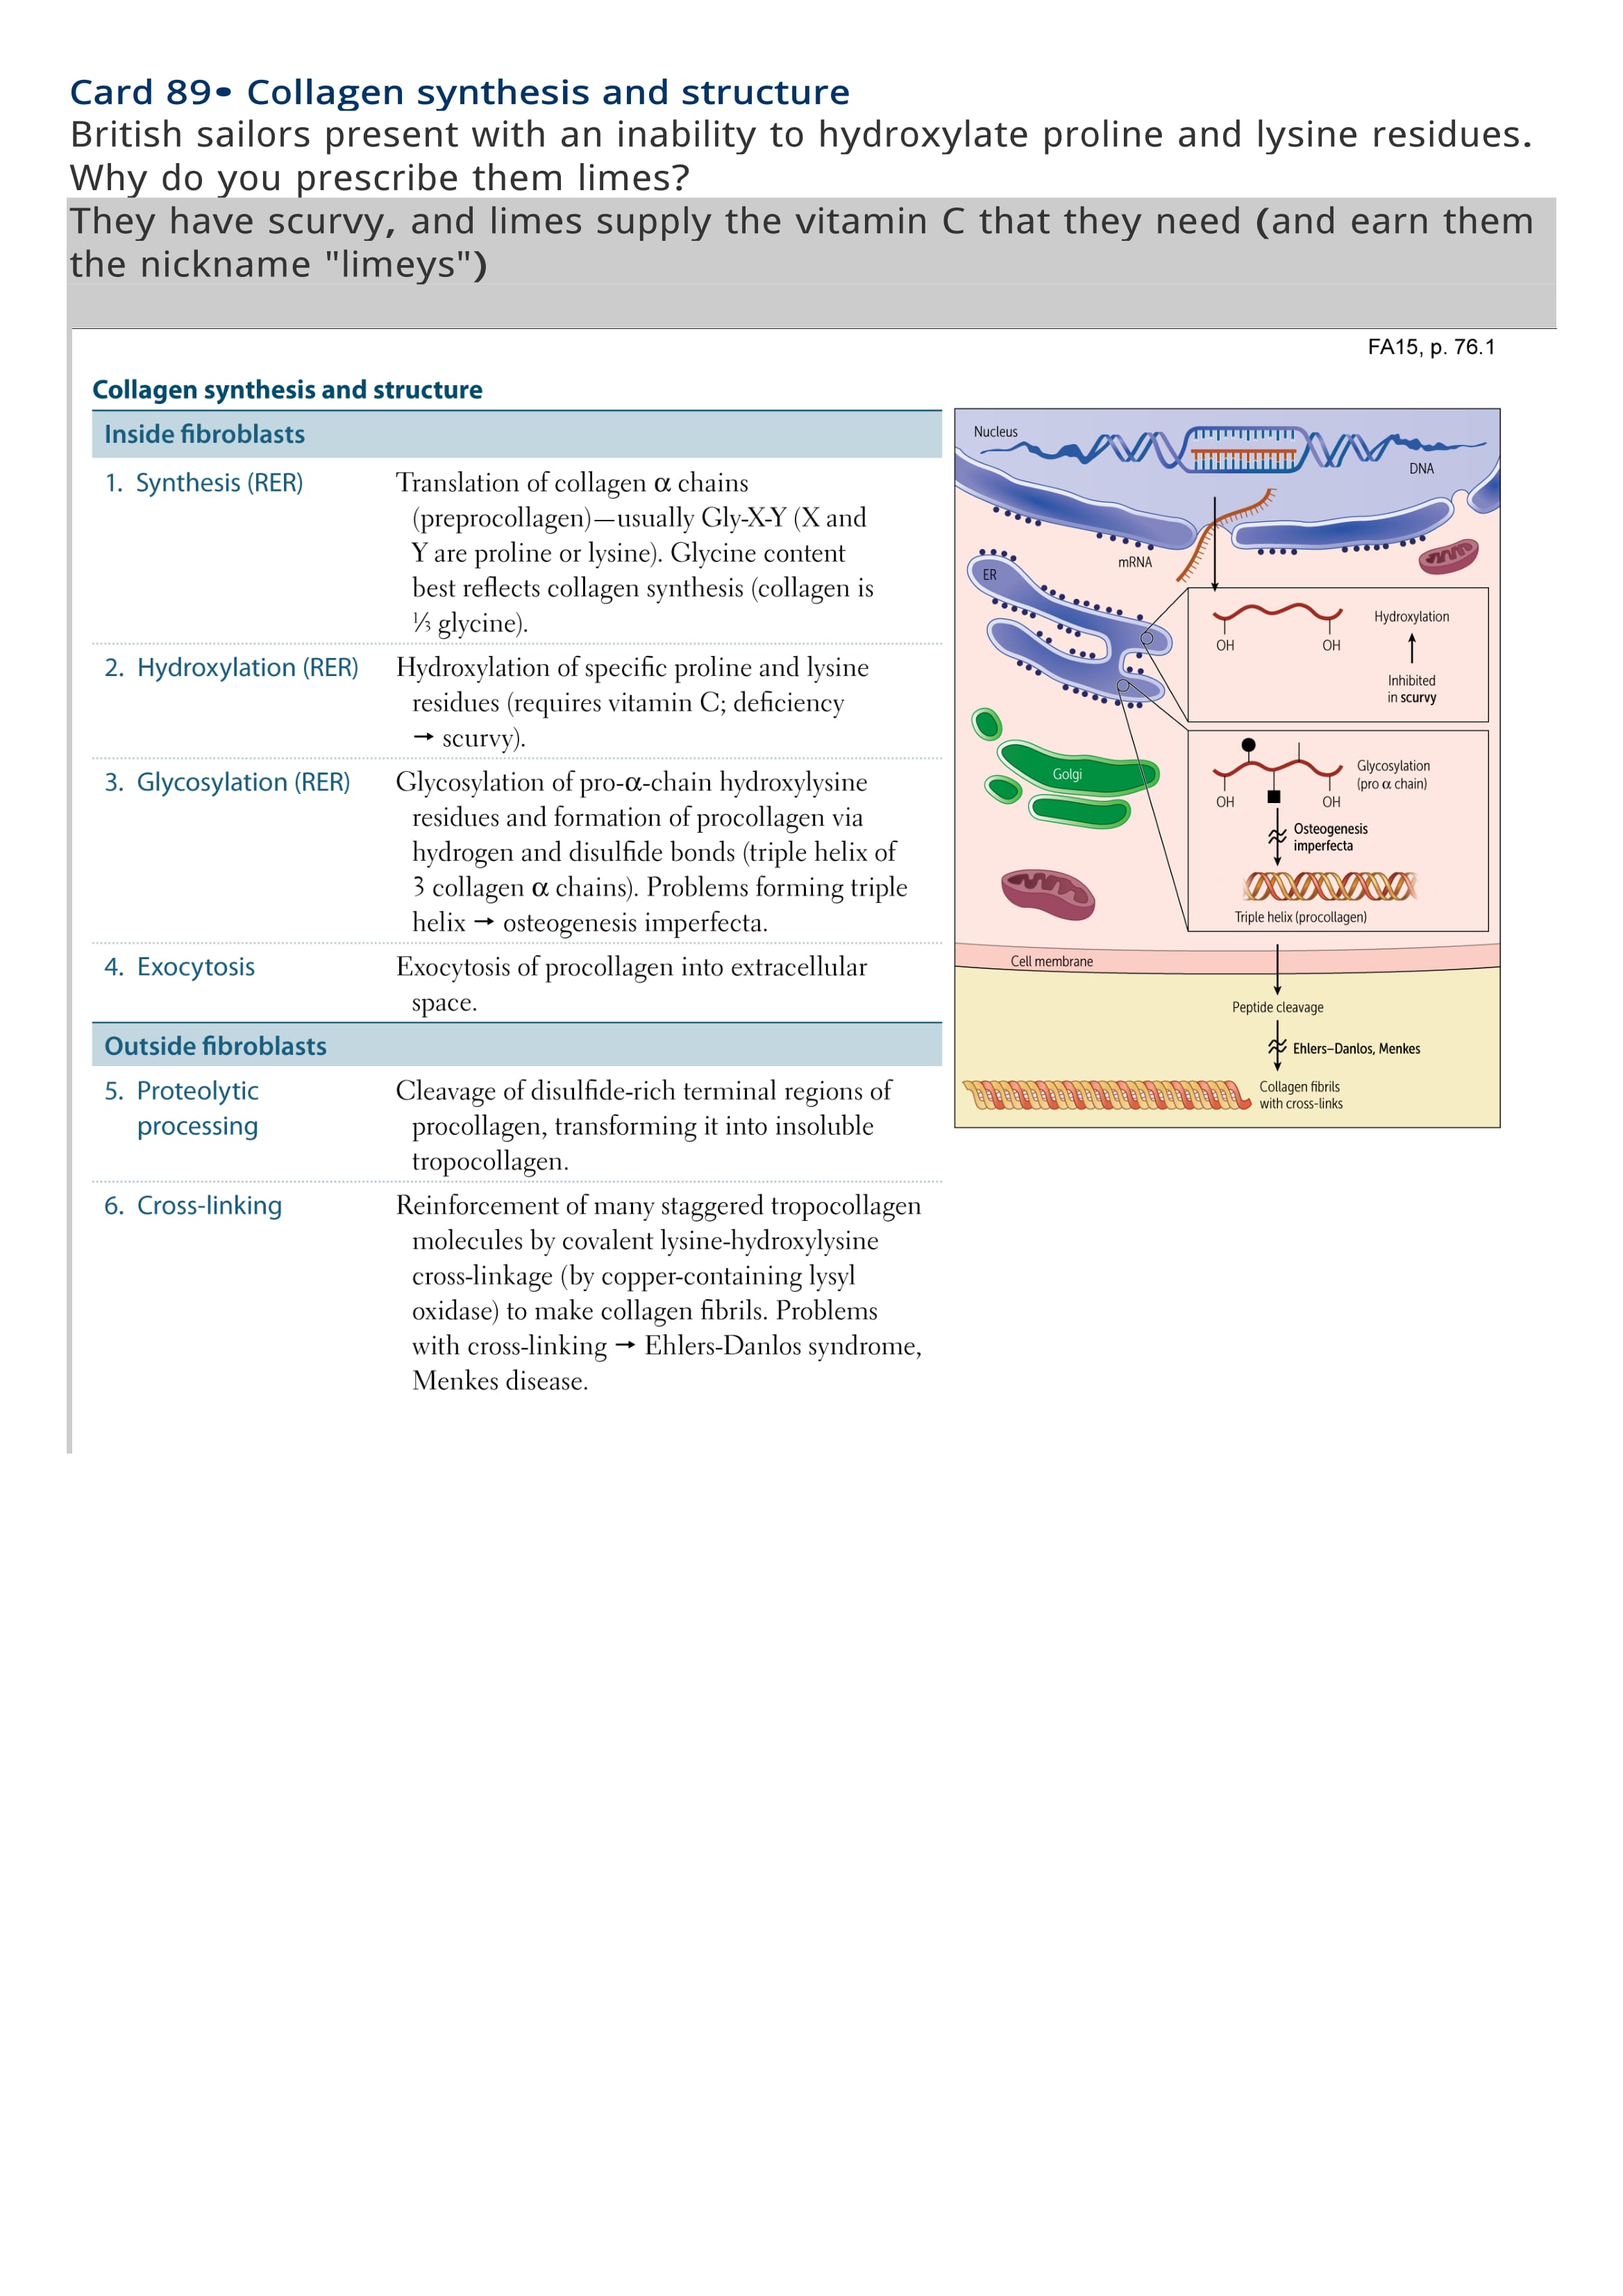 Card 89• Collagen synthesis and structure
British sailors present with an inability to hydroxylate proline and lysine residues.
Why do you prescribe them limes?
They have scurvy, and limes supply the vitamin C that they need (and earn them
the nickname "limeys")
FA15, p. 76.1
Collagen synthesis and structure
Inside fibroblasts
1. Synthesis (RER)
Translation of collagen α chains
(preprocollagen)—usually Gly-X-Y (X and
Y are proline or lysine). Glycine content
best reflects collagen synthesis (collagen is
⅓ glycine).
2. Hydroxylation (RER)
Hydroxylation of specific proline and lysine
residues (requires vitamin C; deficiency
→ scurvy).
3. Glycosylation (RER)
Glycosylation of pro-α-chain hydroxylysine
residues and formation of procollagen via
hydrogen and disulfide bonds (triple helix of
3 collagen α chains). Problems forming triple
helix → osteogenesis imperfecta.
4. Exocytosis
Exocytosis of procollagen into extracellular
space.
Outside fibroblasts
5. Proteolytic
processing
Cleavage of disulfide-rich terminal regions of
procollagen, transforming it into insoluble
tropocollagen.
6. Cross-linking
Reinforcement of many staggered tropocollagen
molecules by covalent lysine-hydroxylysine
cross-linkage (by copper-containing lysyl
oxidase) to make collagen fibrils. Problems
with cross-linking → Ehlers-Danlos syndrome,
Menkes disease.
Nucleus
DNA
mRNA
ER
Hydroxylation
OH
OH
Inhibited
in scurvy
Golgi
Glycosylation
(pro α chain)
OH
OH
Osteogenesis
imperfecta
Triple helix (procollagen)
Cell membrane
Peptide cleavage
Ehlers–Danlos, Menkes
Collagen fibrils
with cross-links